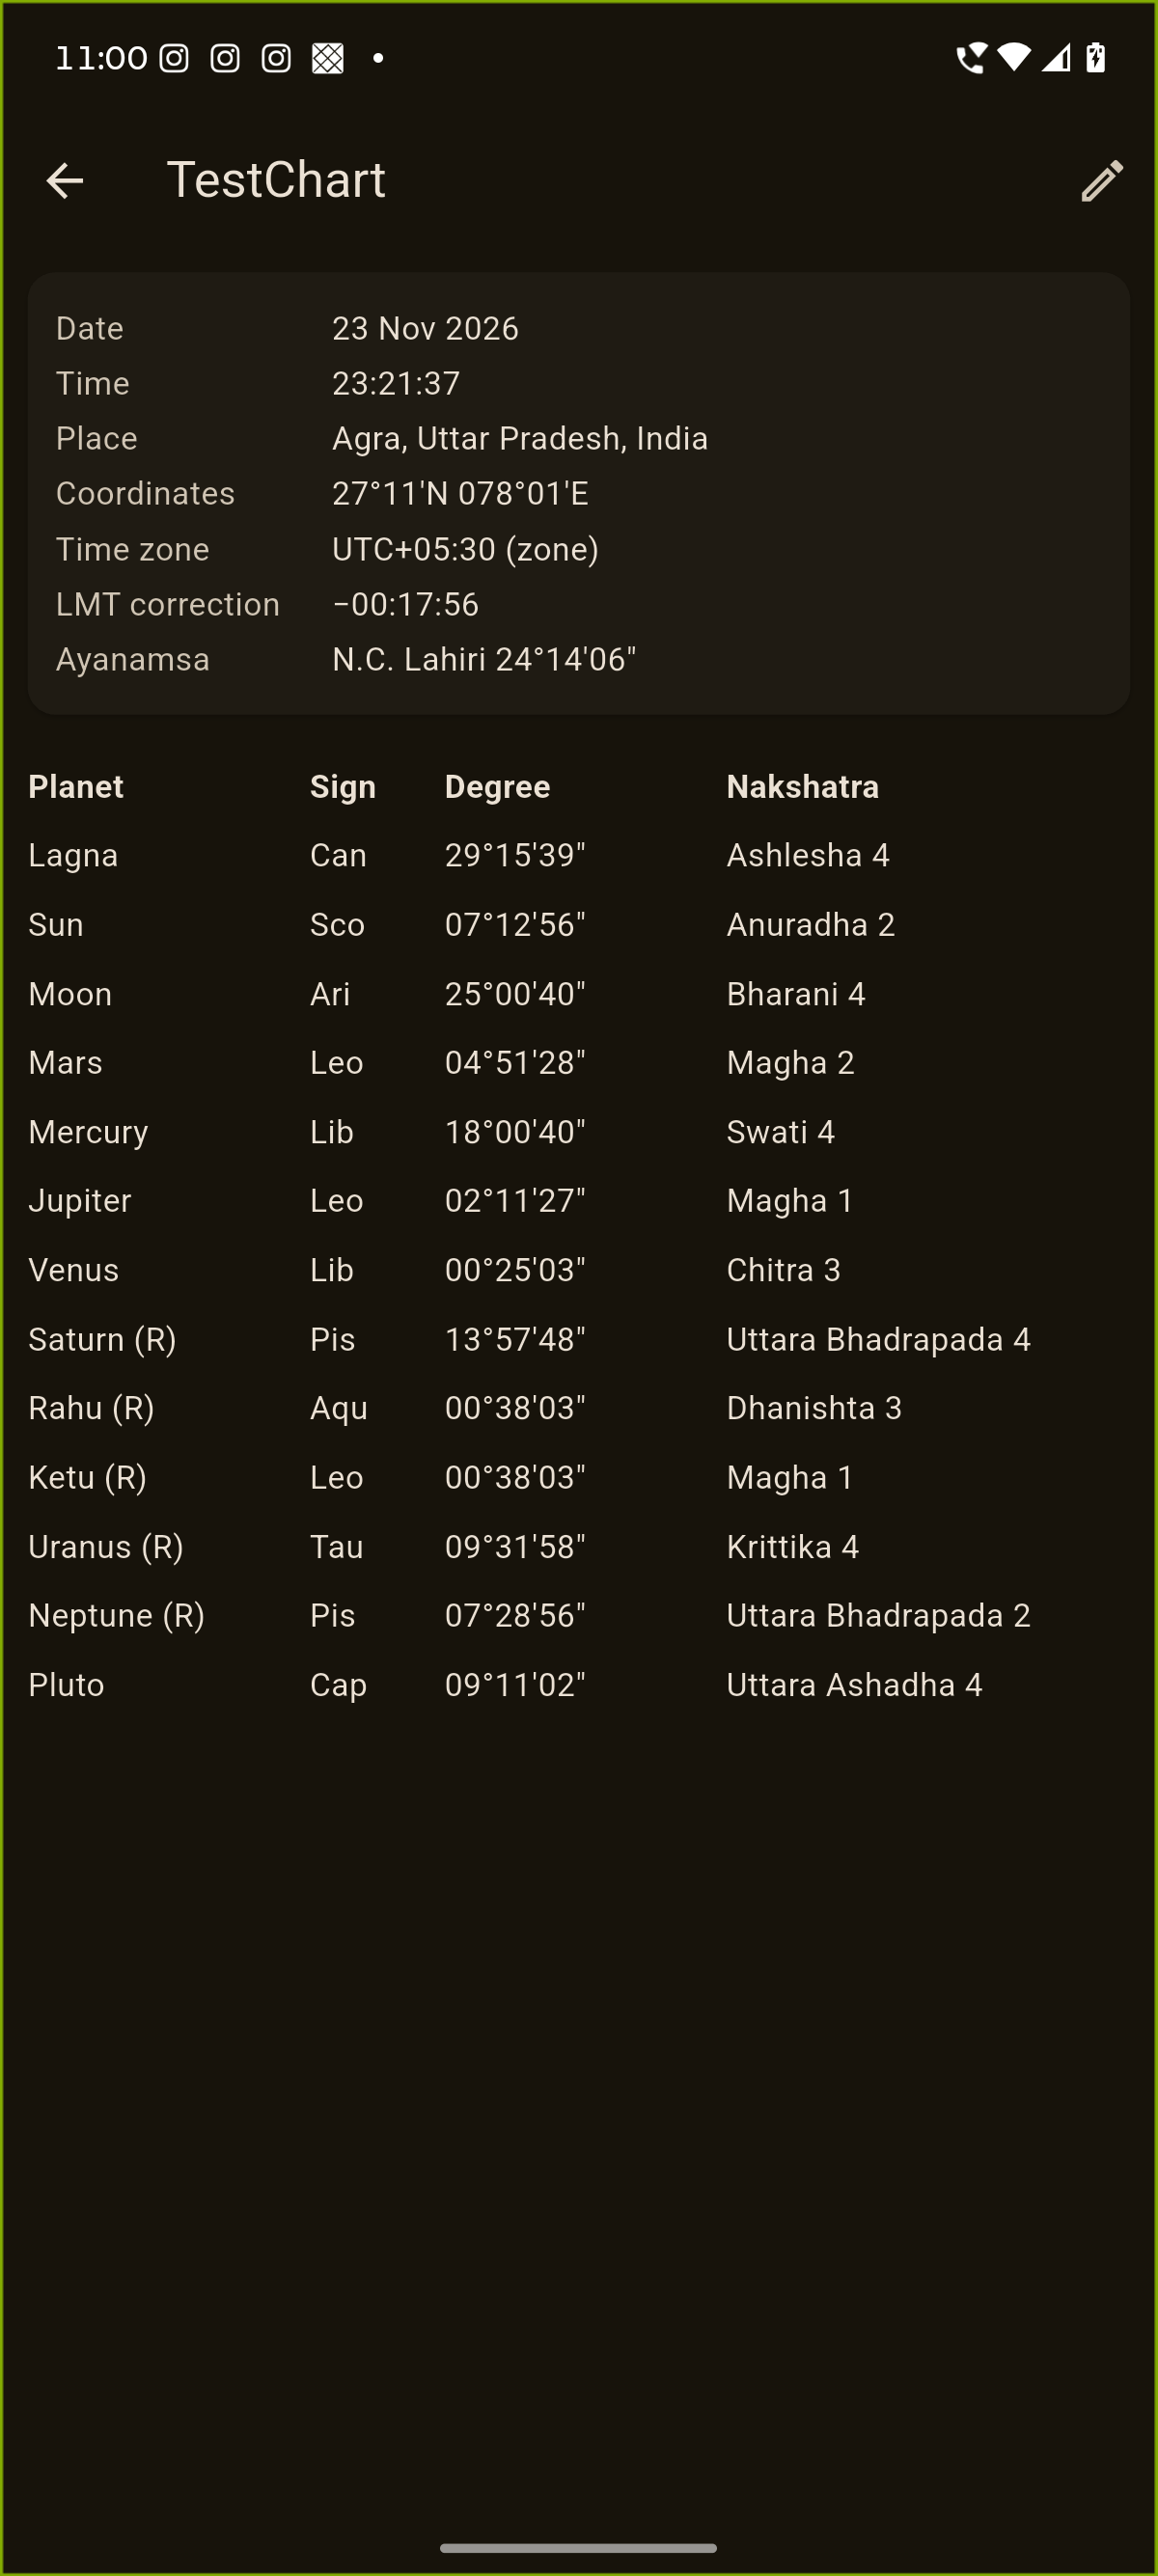 11:00
TestChart
Date 23 Nov 2026
Time 23:21:37
Place Agra, Uttar Pradesh, India
Coordinates 27°11'N 078°01'E
Time zone UTC+05:30 (zone)
LMT correction −00:17:56
Ayanamsa N.C. Lahiri 24°14'06"
Planet Sign Degree Nakshatra
Lagna Can 29°15'39" Ashlesha 4
Sun Sco 07°12'56" Anuradha 2
Moon Ari 25°00'40" Bharani 4
Mars Leo 04°51'28" Magha 2
Mercury Lib 18°00'40" Swati 4
Jupiter Leo 02°11'27" Magha 1
Venus Lib 00°25'03" Chitra 3
Saturn (R) Pis 13°57'48" Uttara Bhadrapada 4
Rahu (R) Aqu 00°38'03" Dhanishta 3
Ketu (R) Leo 00°38'03" Magha 1
Uranus (R) Tau 09°31'58" Krittika 4
Neptune (R) Pis 07°28'56" Uttara Bhadrapada 2
Pluto Cap 09°11'02" Uttara Ashadha 4